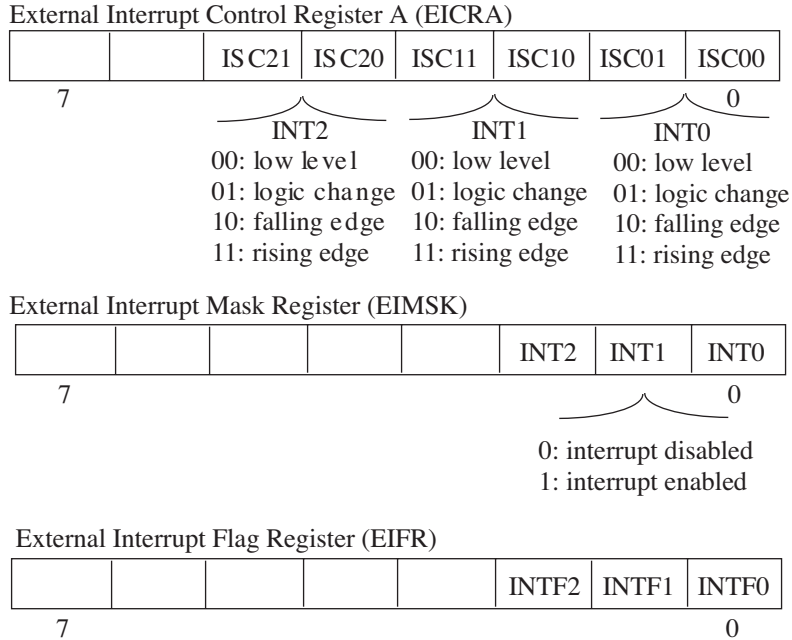 External Interrupt Control Register A (EICRA)
ISC21 ISC20 ISC11 ISC10 ISC01 ISC00
7 0
INT2 INT1 INT0
00: low level 00: low level 00: low level
01: logic change 01: logic change 01: logic change
10: falling edge 10: falling edge 10: falling edge
11: rising edge 11: rising edge 11: rising edge
External Interrupt Mask Register (EIMSK)
INT2 INT1 INT0
7 0
0: interrupt disabled
1: interrupt enabled
External Interrupt Flag Register (EIFR)
INTF2 INTF1 INTF0
7 0